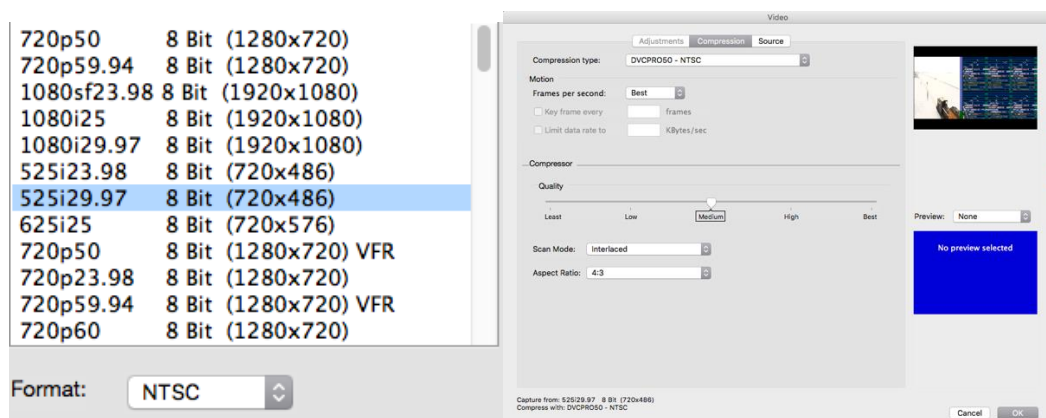 720p50 8 Bit (1280x720)
720p59.94 8 Bit (1280x720)
1080sf23.98 8 Bit (1920x1080)
1080i25 8 Bit (1920x1080)
1080i29.97 8 Bit (1920x1080)
525i23.98 8 Bit (720x486)
525i29.97 8 Bit (720x486)
625i25 8 Bit (720x576)
720p50 8 Bit (1280x720) VFR
720p23.98 8 Bit (1280x720)
720p59.94 8 Bit (1280x720) VFR
720p60 8 Bit (1280x720)
Format: NTSC
Video
Adjustments Compression Source
Compression type: DVCPRO50 - NTSC
Motion
Frames per second: Best
Key frame every frames
Limit data rate to KBytes/sec
Compressor
Quality
Least Low Medium High Best
Scan Mode: Interlaced
Aspect Ratio: 4:3
Preview: None
No preview selected
Capture from: 525i29.97 8 Bit (720x486)
Compress with: DVCPRO50 - NTSC
Cancel OK